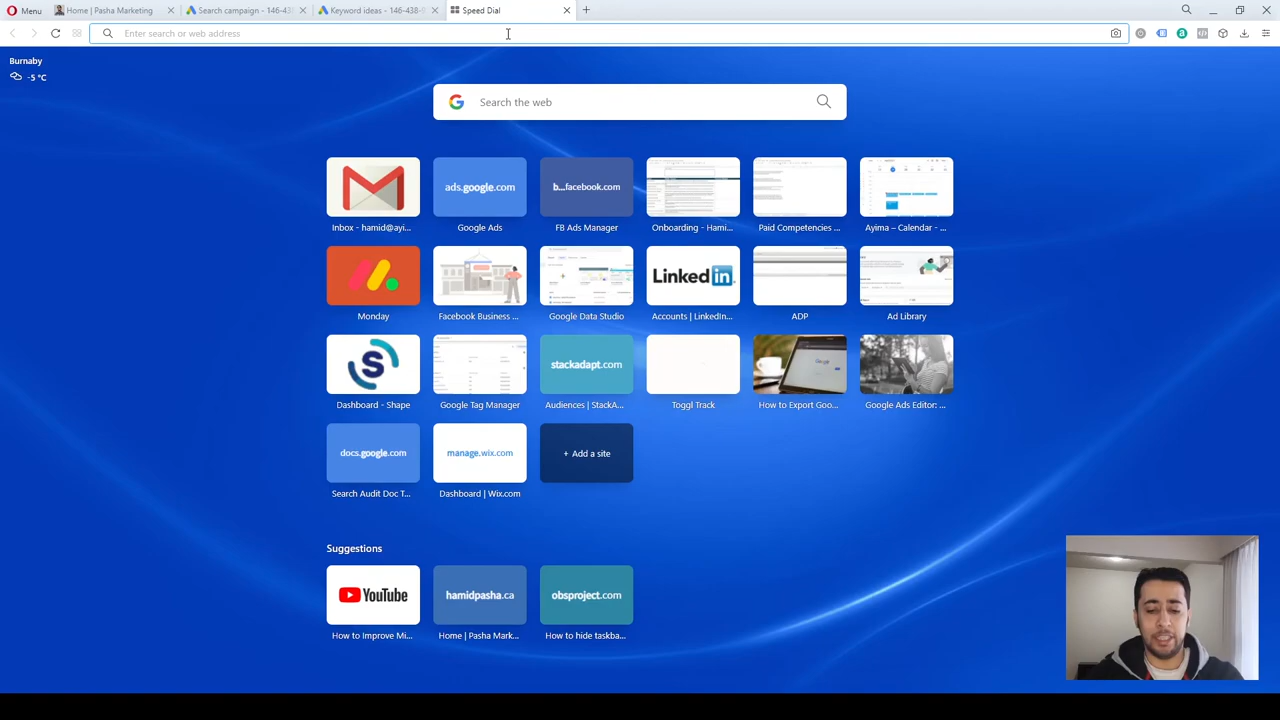 Menu
Home | Pasha Marketing
Search campaign - 146-43
Keyword ideas - 146-438-
Speed Dial
Enter search or web address
Burnaby
-5 °C
Search the web
ads.google.com
b...facebook.com
Inbox - hamid@ayi...
Google Ads
FB Ads Manager
Onboarding - Hami...
Paid Competencies ...
Ayima – Calendar - ...
Linked in
Monday
Facebook Business ...
Google Data Studio
Accounts | LinkedIn...
ADP
Ad Library
stackadapt.com
Dashboard - Shape
Google Tag Manager
Audiences | StackA...
Toggl Track
How to Export Goo...
Google Ads Editor: ...
docs.google.com
manage.wix.com
+ Add a site
Search Audit Doc T...
Dashboard | Wix.com
Suggestions
YouTube
hamidpasha.ca
obsproject.com
How to Improve Mi...
Home | Pasha Mark...
How to hide taskba...